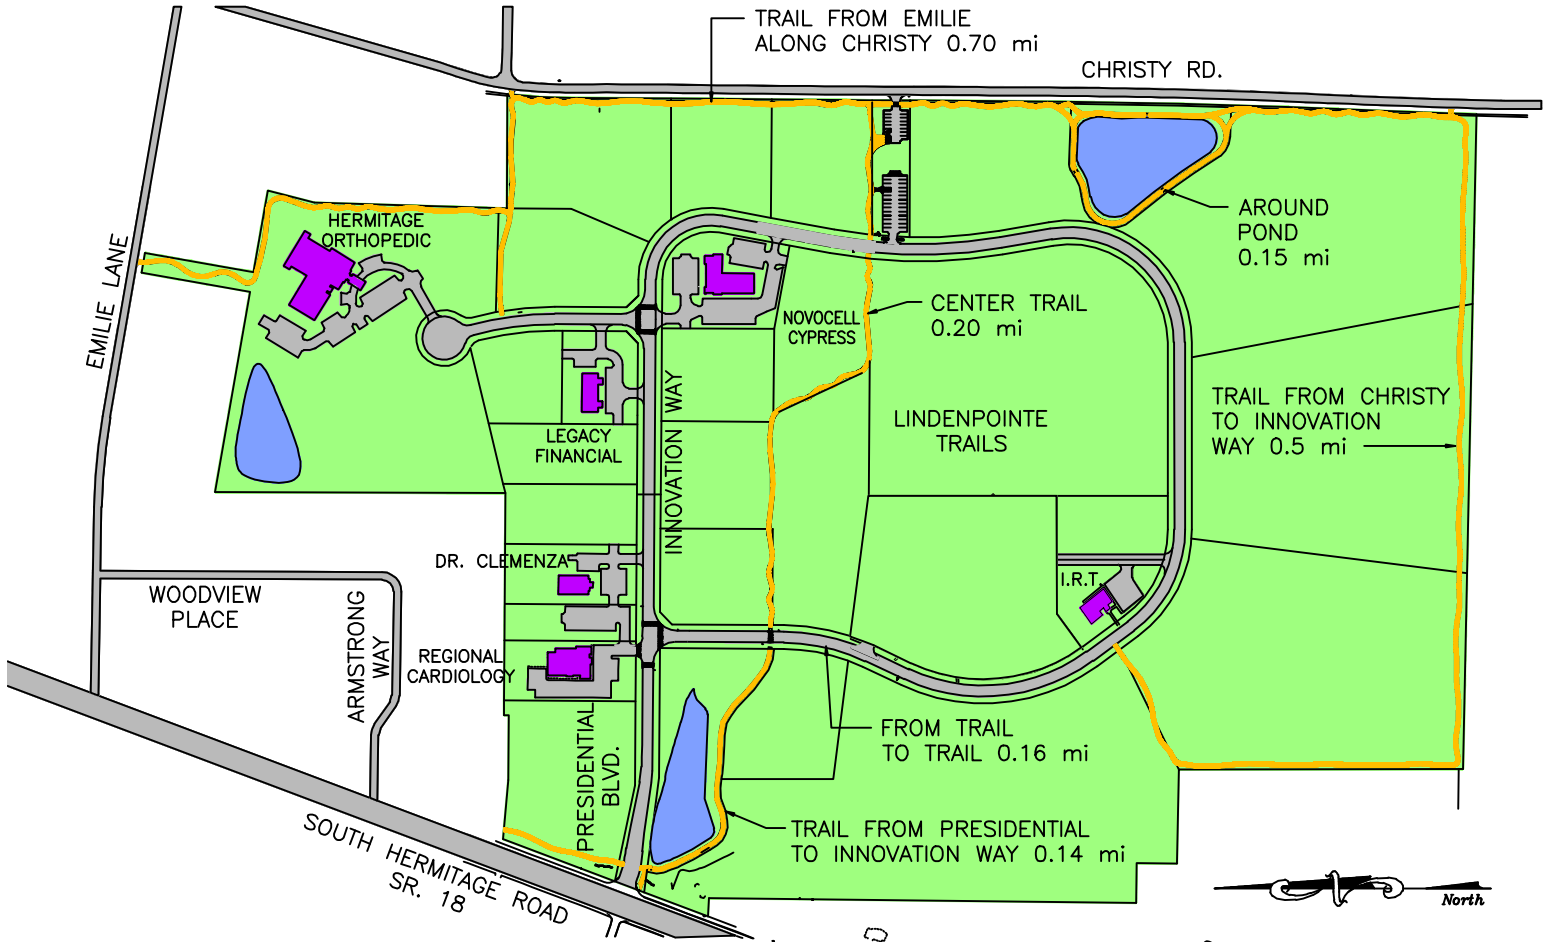 TRAIL FROM EMILIE
ALONG CHRISTY 0.70 mi
CHRISTY RD.
HERMITAGE
ORTHOPEDIC
AROUND
POND
0.15 mi
EMILIE LANE
CENTER TRAIL
0.20 mi
NOVOCELL
CYPRESS
INNOVATION WAY
TRAIL FROM CHRISTY
TO INNOVATION
WAY 0.5 mi
LINDENPOINTE
TRAILS
LEGACY
FINANCIAL
DR. CLEMENZA
I.R.T.
WOODVIEW
PLACE
ARMSTRONG
WAY
REGIONAL
CARDIOLOGY
PRESIDENTIAL
BLVD.
FROM TRAIL
TO TRAIL 0.16 mi
TRAIL FROM PRESIDENTIAL
TO INNOVATION WAY 0.14 mi
SOUTH HERMITAGE ROAD
SR. 18
N
North